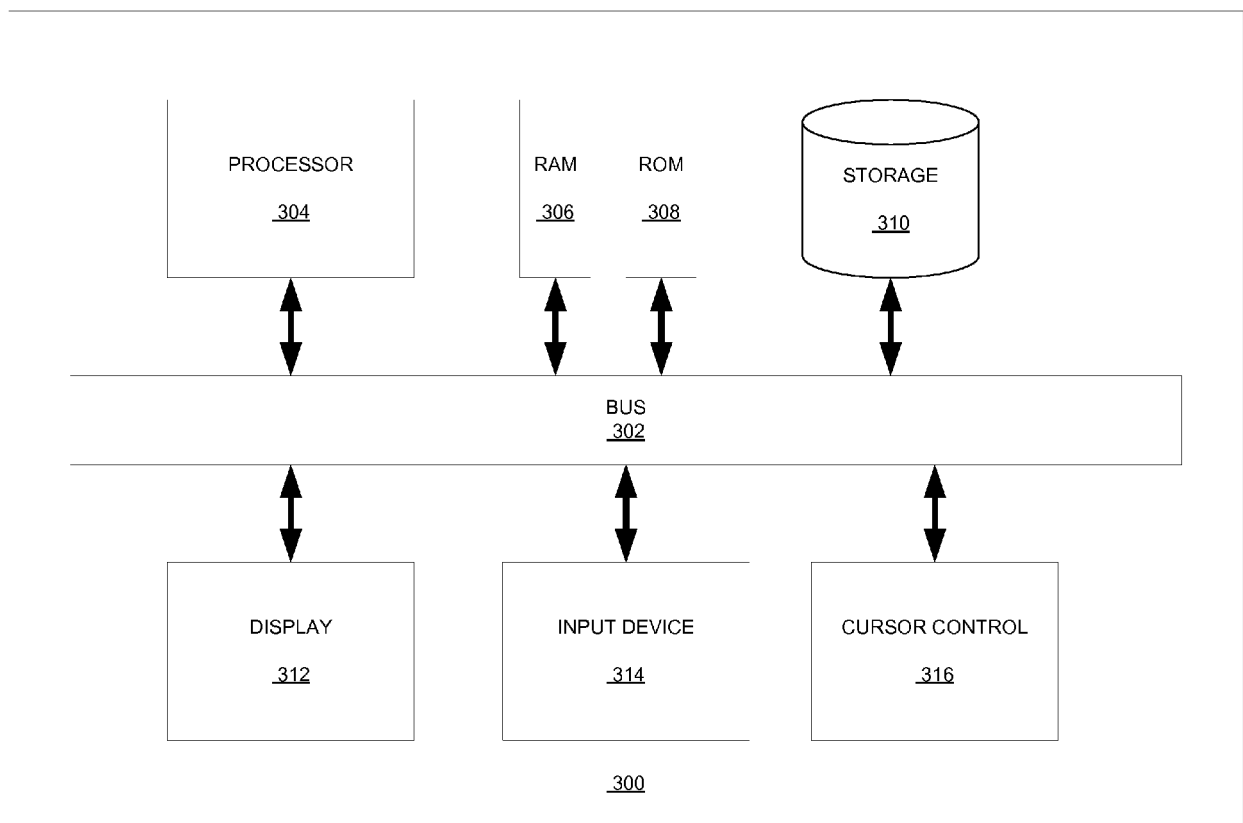 PROCESSOR
304
RAM
306
ROM
308
STORAGE
310
BUS
302
DISPLAY
312
INPUT DEVICE
314
CURSOR CONTROL
316
300